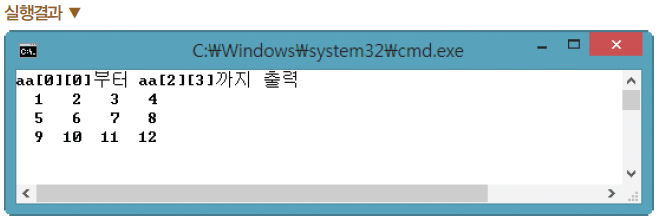 실행결과 ▼
C:₩Windows₩system32₩cmd.exe
aa[0][0]부터 aa[2][3]까지 출력
1 2 3 4
5 6 7 8
9 10 11 12